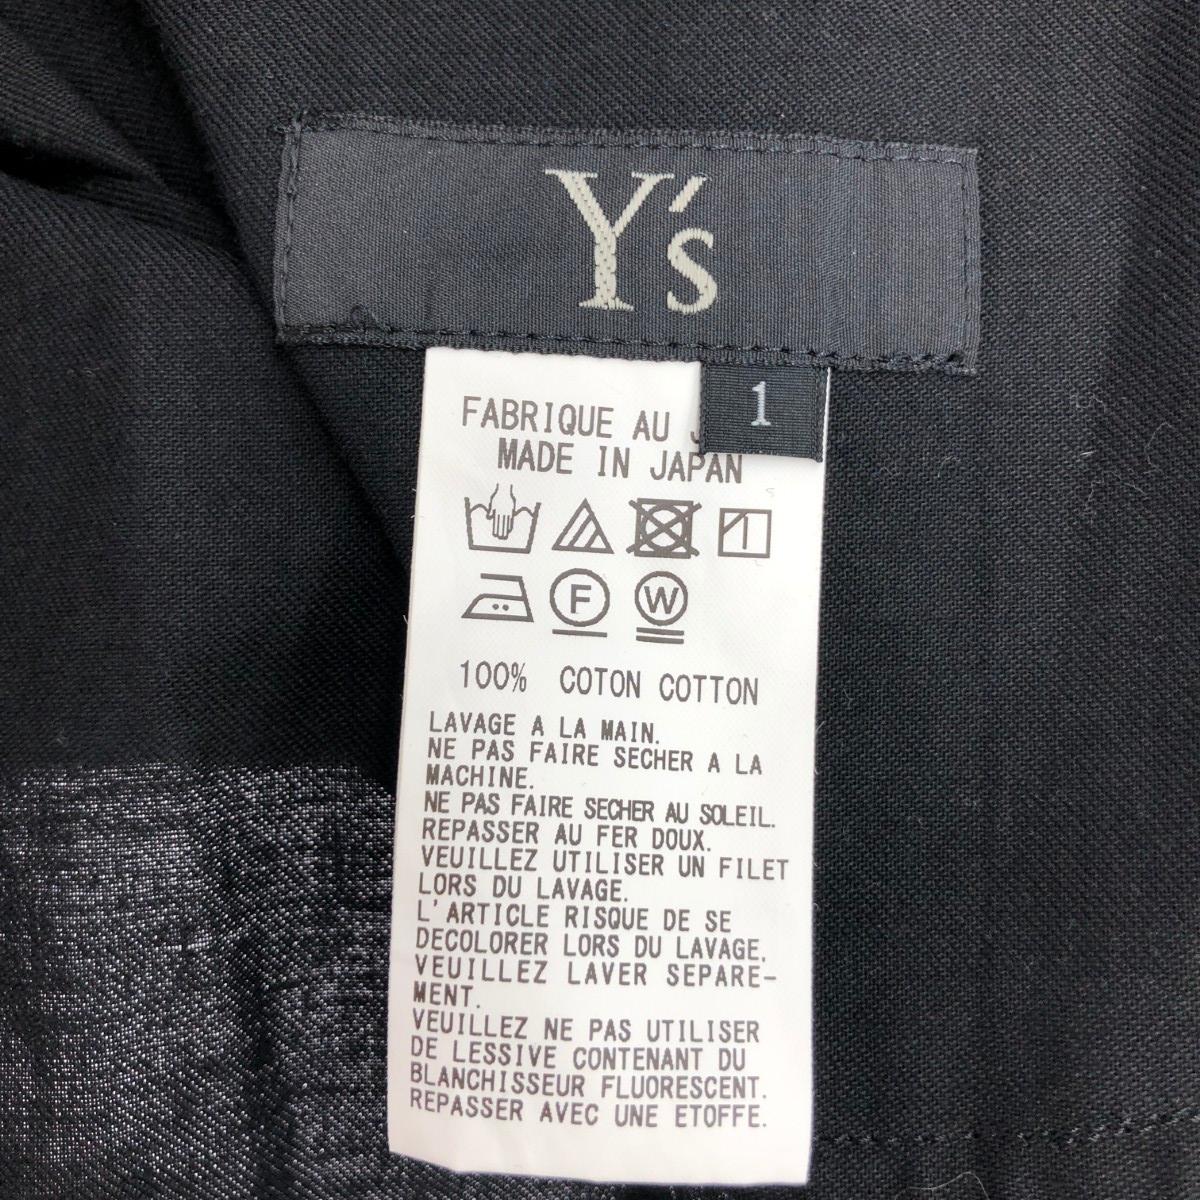 Y's
1
FABRIQUE AU
MADE IN JAPAN
F W
100% COTON COTTON
LAVAGE A LA MAIN.
NE PAS FAIRE SECHER A LA
MACHINE.
NE PAS FAIRE SECHER AU SOLEIL.
REPASSER AU FER DOUX.
VEUILLEZ UTILISER UN FILET
LORS DU LAVAGE.
L'ARTICLE RISQUE DE SE
DECOLORER LORS DU LAVAGE.
VEUILLEZ LAVER SEPARE-
MENT.
VEUILLEZ NE PAS UTILISER
DE LESSIVE CONTENANT DU
BLANCHISSEUR FLUORESCENT.
REPASSER AVEC UNE ETOFFE.